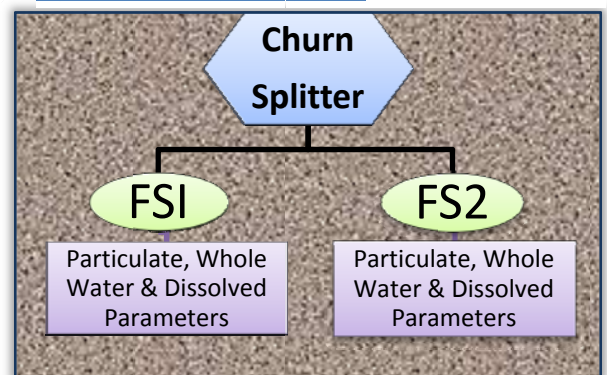 Churn
Splitter
FSI
FS2
Particulate, Whole
Water & Dissolved
Parameters
Particulate, Whole
Water & Dissolved
Parameters